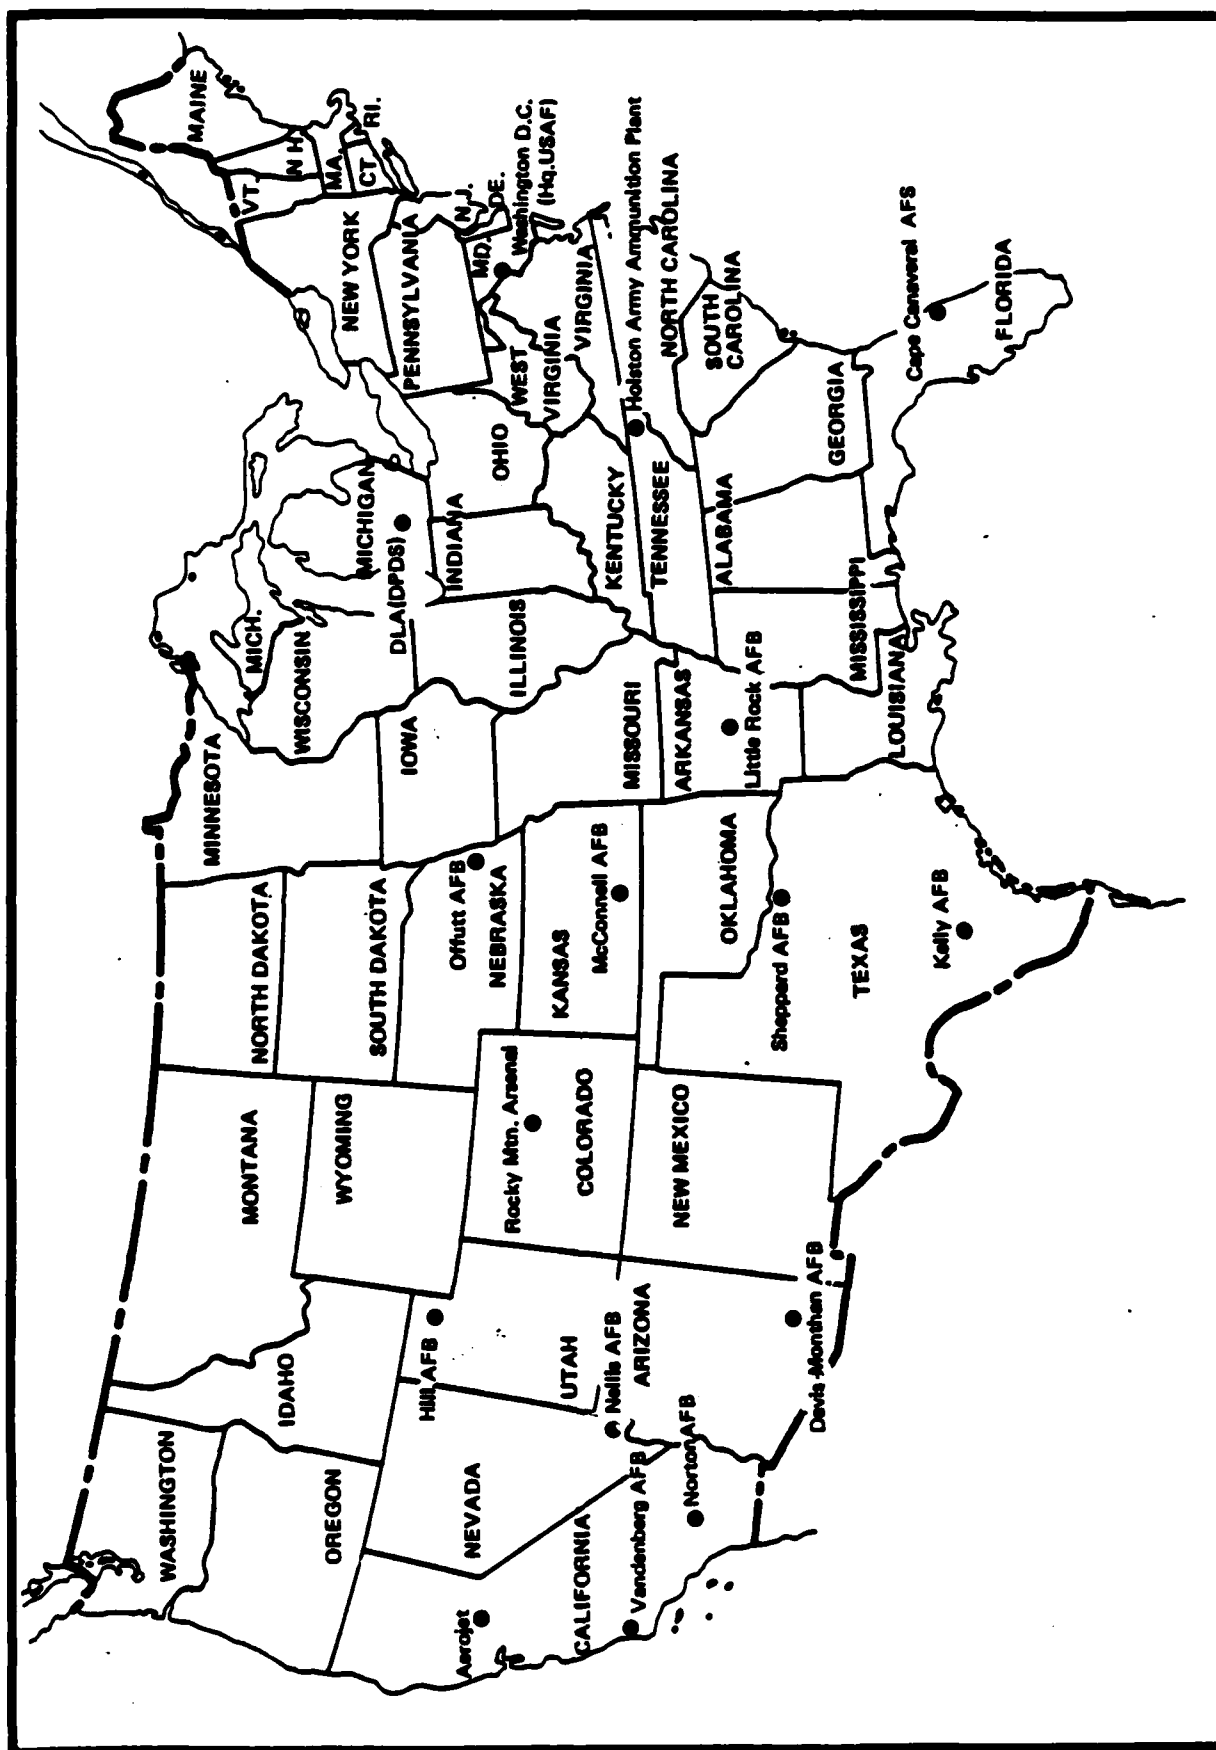 WASHINGTON
OREGON
IDAHO
MONTANA
WYOMING
NORTH DAKOTA
SOUTH DAKOTA
MINNESOTA
WISCONSIN
MICH.
MICHIGAN
DLA(DPDS)
IOWA
ILLINOIS
INDIANA
OHIO
NEW YORK
PENNSYLVANIA
VT.
N H.
MAINE
MA.
CT.
RI.
N.J.
DE.
MD.
Washington D.C.
(Hq.USAF)
WEST
VIRGINIA
VIRGINIA
Holston Army Ammunition Plant
NORTH CAROLINA
SOUTH
CAROLINA
KENTUCKY
TENNESSEE
ALABAMA
GEORGIA
Cape Canaveral AFS
FLORIDA
MISSISSIPPI
LOUISIANA
MISSOURI
ARKANSAS
Little Rock AFB
Offutt AFB
NEBRASKA
KANSAS
McConnell AFB
OKLAHOMA
Sheppard AFB
TEXAS
Kelly AFB
Rocky Mtn. Arsenal
COLORADO
NEW MEXICO
Hill AFB
UTAH
Nellis AFB
ARIZONA
Davis-Monthan AFB
NEVADA
Aerojet
CALIFORNIA
Vandenberg AFB
Norton AFB